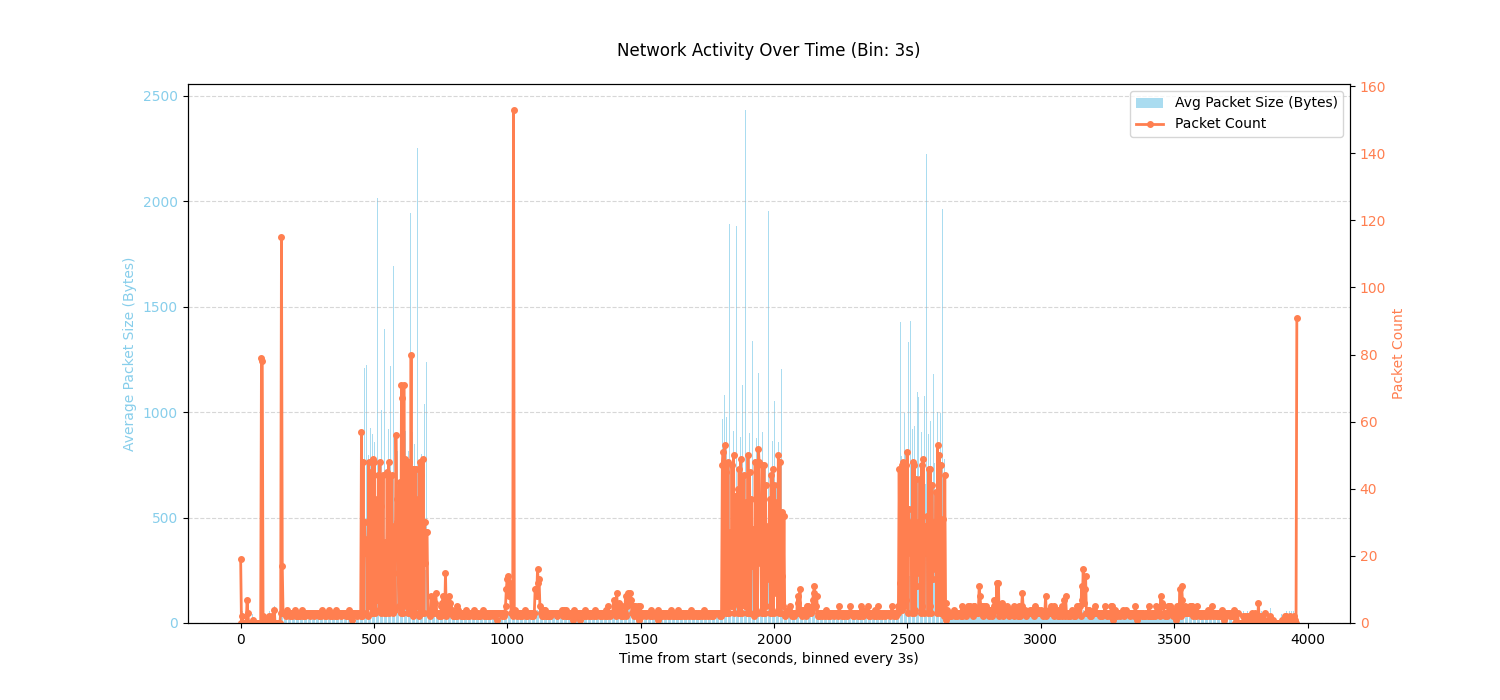 Network Activity Over Time (Bin: 3s)
Avg Packet Size (Bytes)
Packet Count
Average Packet Size (Bytes)
2500
2000
1500
1000
500
0
160
140
120
100
80
60
40
20
0
Packet Count
0 500 1000 1500 2000 2500 3000 3500 4000
Time from start (seconds, binned every 3s)